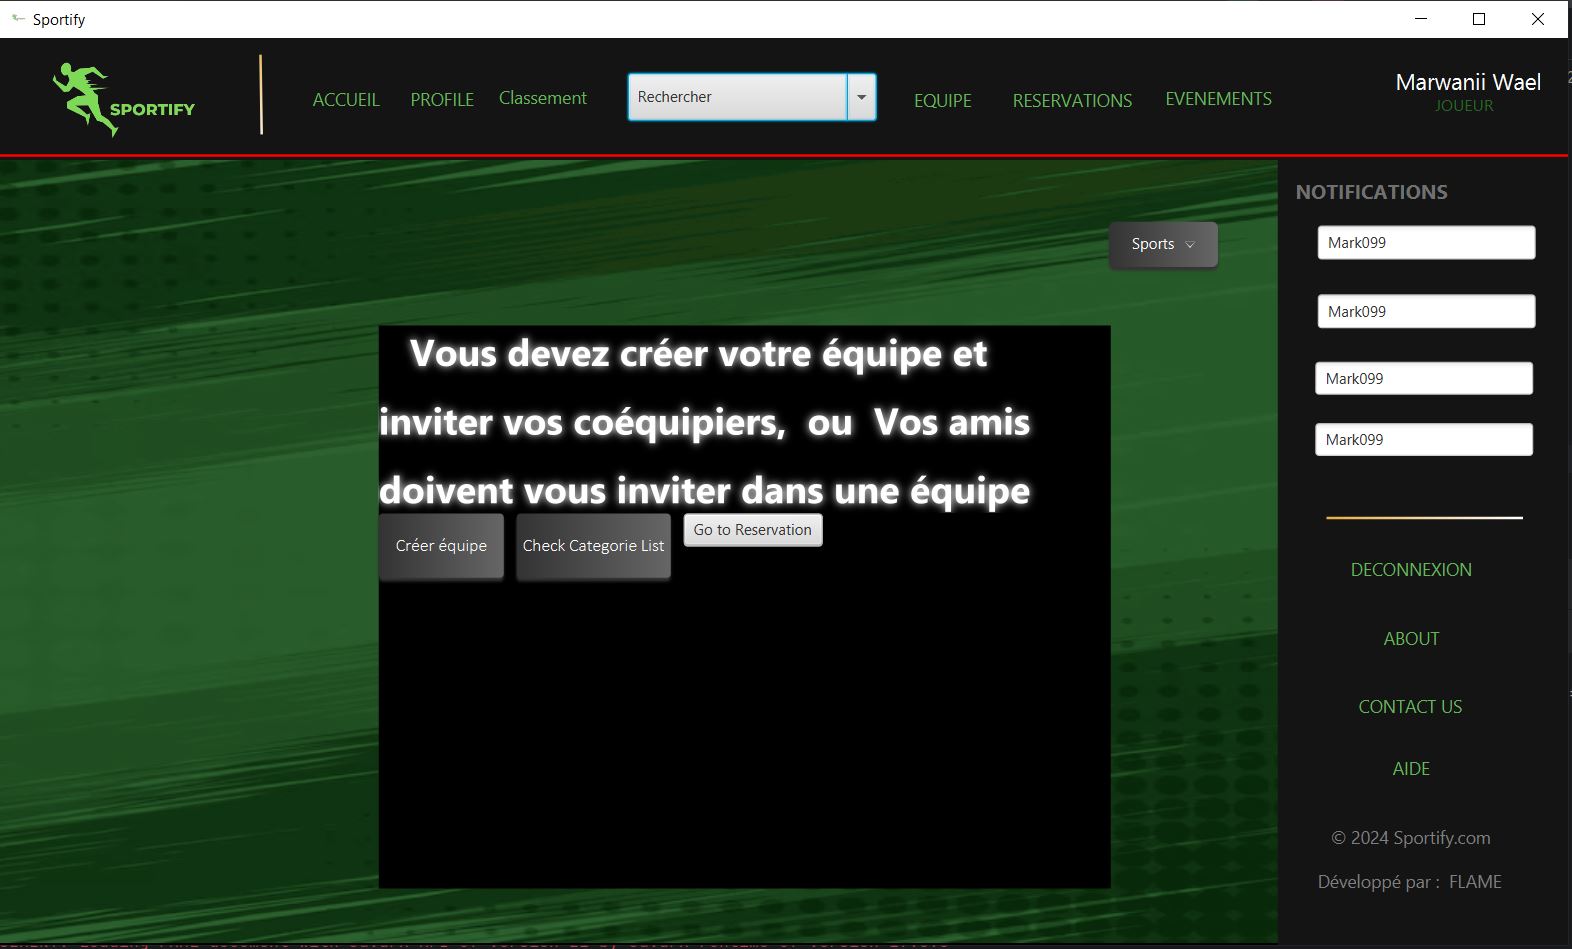 Sportify
SPORTIFY
ACCUEIL
PROFILE
Classement
Rechercher
EQUIPE
RESERVATIONS
EVENEMENTS
Marwanii Wael
JOUEUR
Sports
Vous devez créer votre équipe et
inviter vos coéquipiers, ou Vos amis
doivent vous inviter dans une équipe
Créer équipe
Check Categorie List
Go to Reservation
NOTIFICATIONS
Mark099
Mark099
Mark099
Mark099
DECONNEXION
ABOUT
CONTACT US
AIDE
© 2024 Sportify.com
Développé par : FLAME